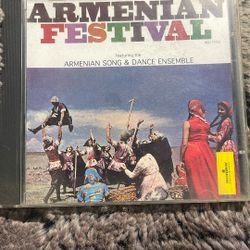 ARMENIAN
FESTIVAL
featuring the
ARMENIAN SONG & DANCE ENSEMBLE